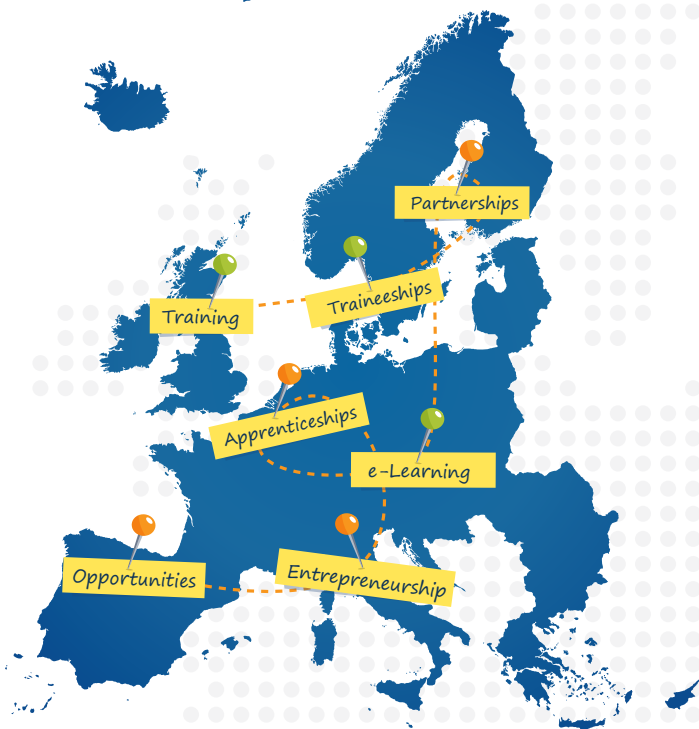 Partnerships
Traineeships
Training
Apprenticeships
e-Learning
Opportunities
Entrepreneurship